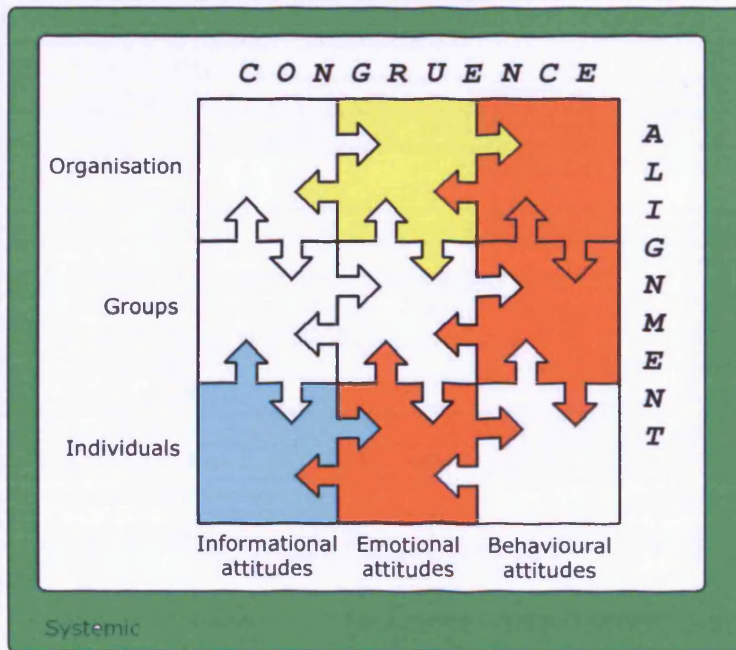 CONGRUENCE
ALIGNMENT
Organisation
Groups
Individuals
Informational
attitudes
Emotional
attitudes
Behavioural
attitudes
Systemic